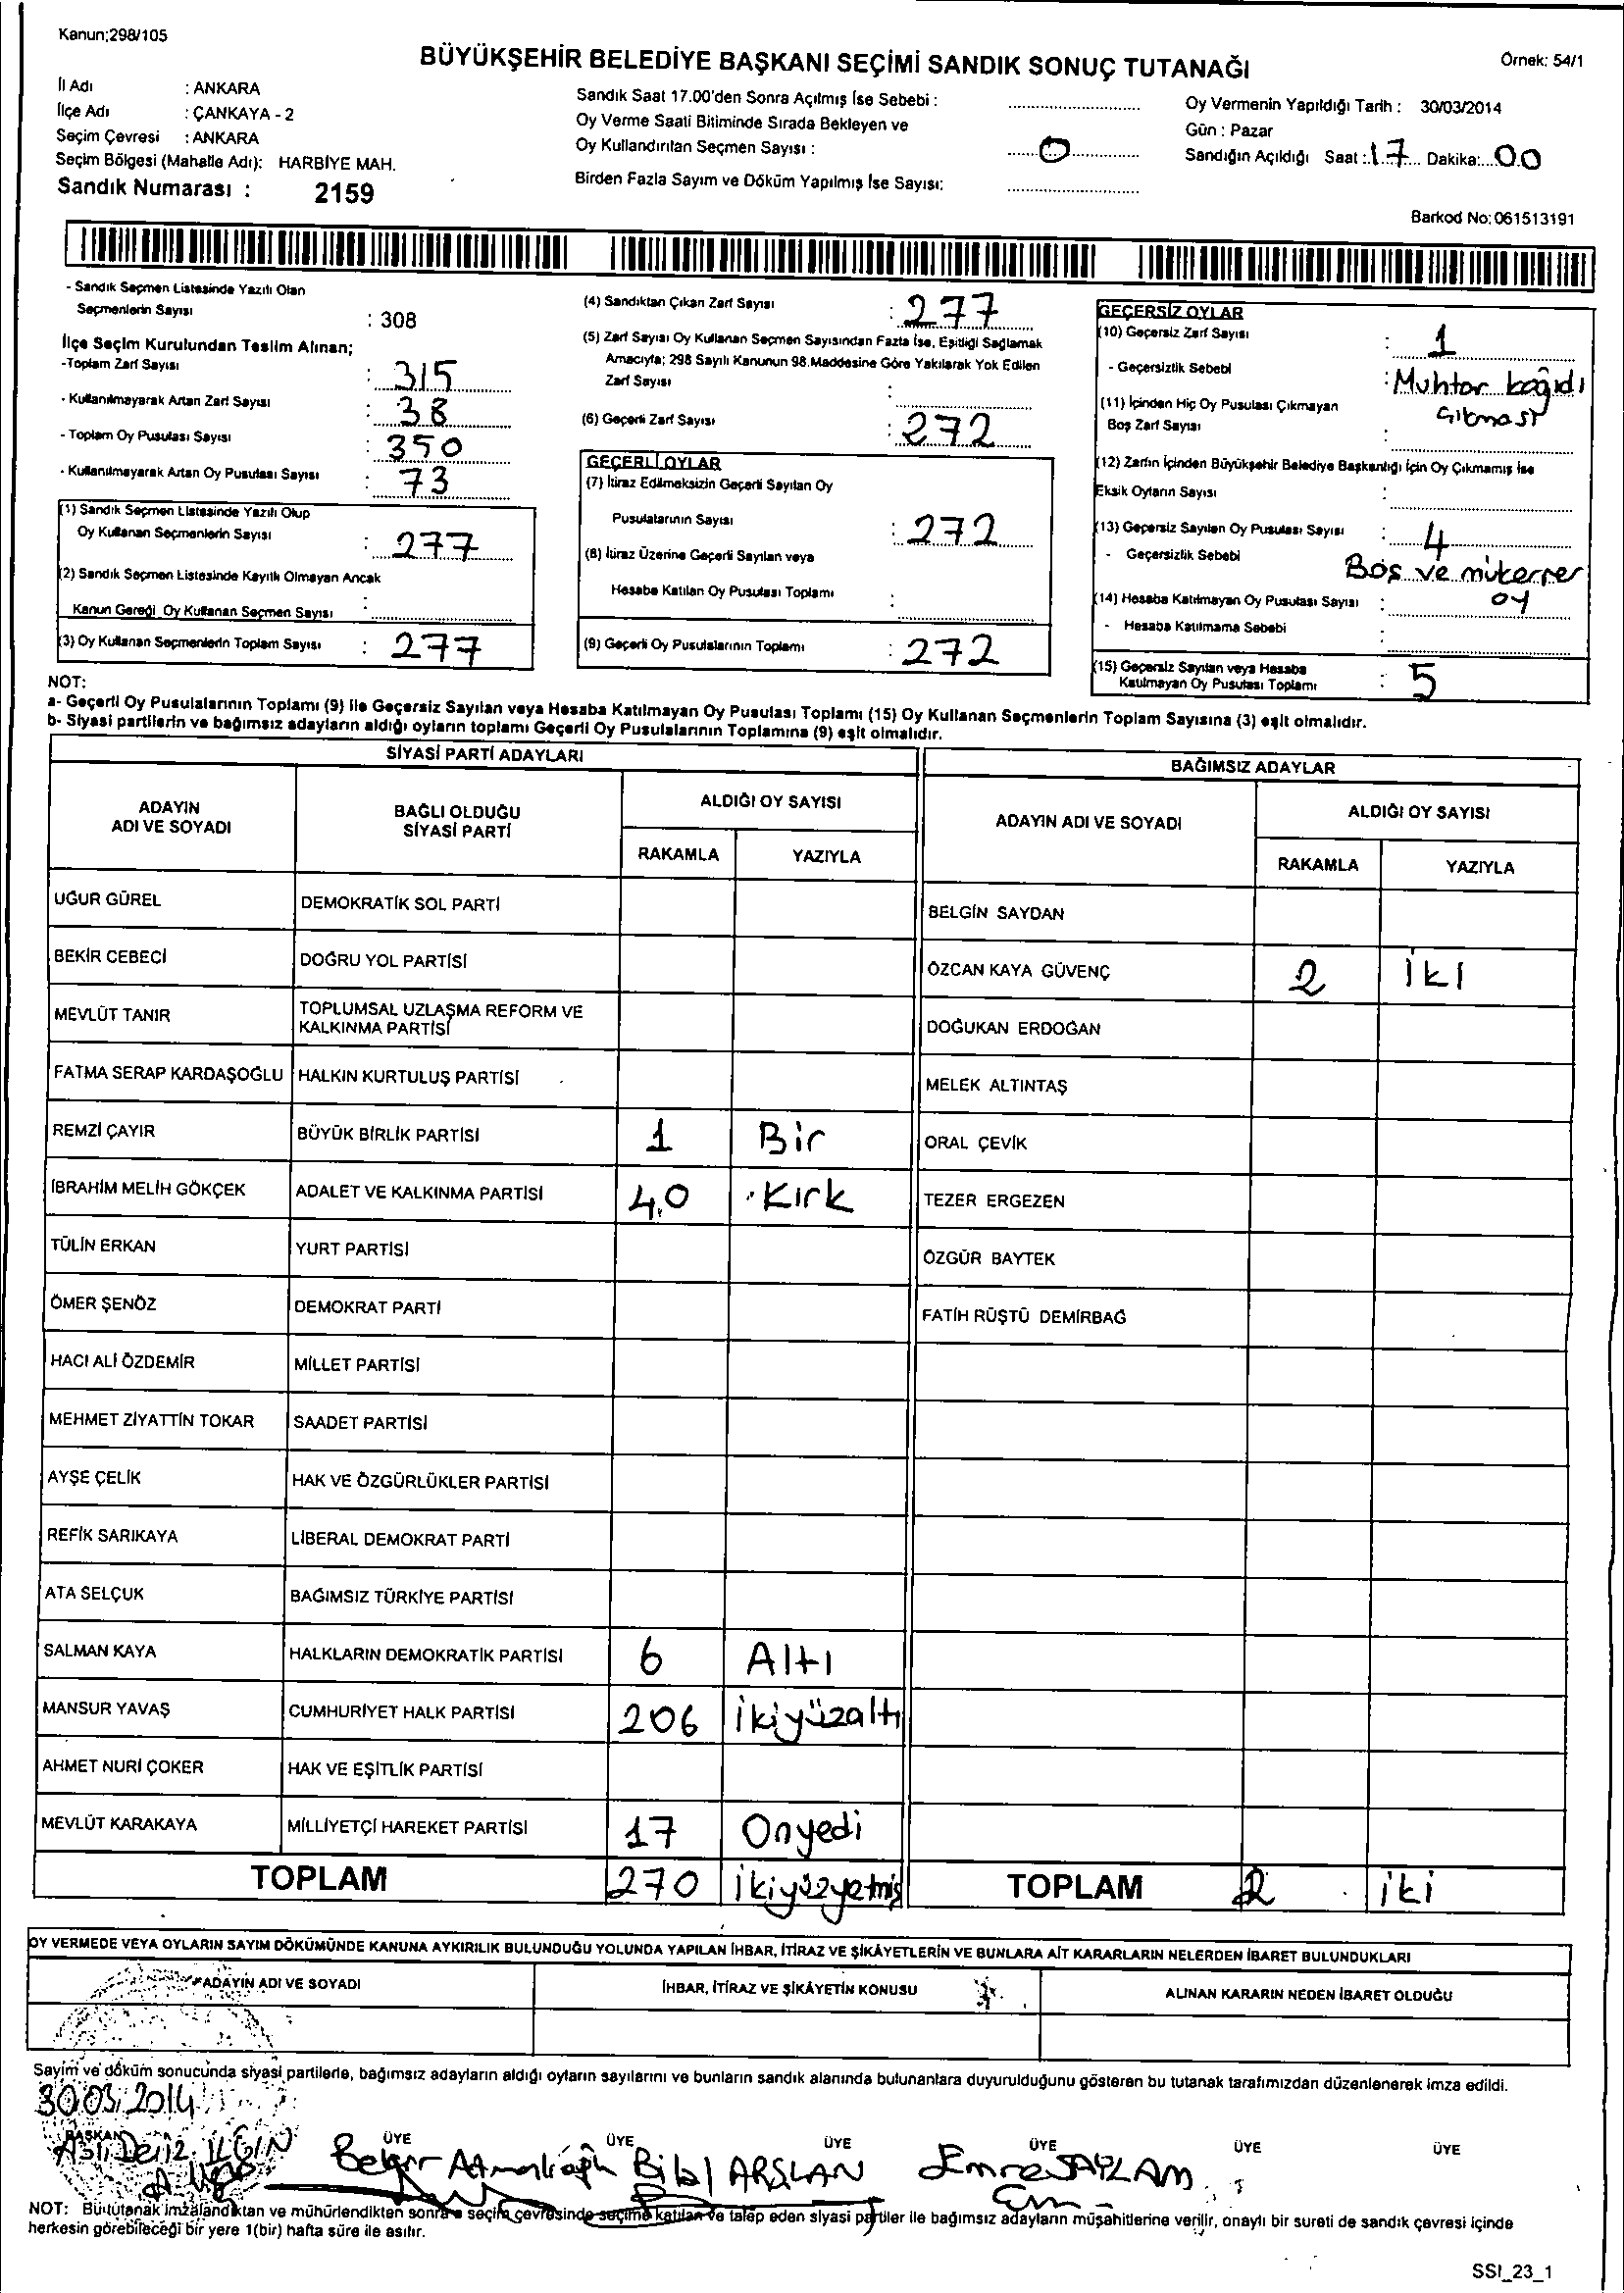 Kanun;298/105
BÜYÜKŞEHİR BELEDİYE BAŞKANI SEÇİMİ SANDIK SONUÇ TUTANAĞI
Örnek: 54/1
İl Adı : ANKARA
İlçe Adı : ÇANKAYA - 2
Seçim Çevresi : ANKARA
Seçim Bölgesi (Mahalle Adı): HARBİYE MAH.
Sandık Numarası : 2159
Sandık Saat 17.00'den Sonra Açılmış İse Sebebi :
Oy Verme Saati Bitiminde Sırada Bekleyen ve
Oy Kullandırılan Seçmen Sayısı : 0
Birden Fazla Sayım ve Döküm Yapılmış İse Sayısı:
Oy Vermenin Yapıldığı Tarih : 30/03/2014
Gün : Pazar
Sandığın Açıldığı Saat : 17 Dakika: 00
Barkod No: 061513191
- Sandık Seçmen Listesinde Yazılı Olan
Seçmenlerin Sayısı : 308
İlçe Seçim Kurulundan Teslim Alınan;
-Toplam Zarf Sayısı : 315
- Kullanılmayarak Artan Zarf Sayısı : 38
- Toplam Oy Pusulası Sayısı : 350
- Kullanılmayarak Artan Oy Pusulası Sayısı : 73
(1) Sandık Seçmen Listesinde Yazılı Olup
Oy Kullanan Seçmenlerin Sayısı : 277
(2) Sandık Seçmen Listesinde Kayıtlı Olmayan Ancak
Kanun Gereği Oy Kullanan Seçmen Sayısı :
(3) Oy Kullanan Seçmenlerin Toplam Sayısı : 277
(4) Sandıktan Çıkan Zarf Sayısı : 277
(5) Zarf Sayısı Oy Kullanan Seçmen Sayısından Fazla İse, Eşitliği Sağlamak
Amacıyla; 298 Sayılı Kanunun 98.Maddesine Göre Yakılarak Yok Edilen
Zarf Sayısı :
(6) Geçerli Zarf Sayısı : 272
GEÇERLİ OYLAR
(7) İtiraz Edilmeksizin Geçerli Sayılan Oy
Pusulalarının Sayısı : 272
(8) İtiraz Üzerine Geçerli Sayılan veya
Hesaba Katılan Oy Pusulası Toplamı :
(9) Geçerli Oy Pusulalarının Toplamı : 272
GEÇERSİZ OYLAR
(10) Geçersiz Zarf Sayısı : 1
- Geçersizlik Sebebi : Muhtar kağıdı
çıkması
(11) İçinden Hiç Oy Pusulası Çıkmayan
Boş Zarf Sayısı :
(12) Zarfın İçinden Büyükşehir Belediye Başkanlığı İçin Oy Çıkmamış ise
Eksik Oyların Sayısı :
(13) Geçersiz Sayılan Oy Pusulası Sayısı : 4
- Geçersizlik Sebebi Boş ve mükerrer
oy
(14) Hesaba Katılmayan Oy Pusulası Sayısı :
- Hesaba Katılmama Sebebi :
(15) Geçersiz Sayılan veya Hesaba
Katılmayan Oy Pusulası Toplamı : 5
NOT:
a- Geçerli Oy Pusulalarının Toplamı (9) ile Geçersiz Sayılan veya Hesaba Katılmayan Oy Pusulası Toplamı (15) Oy Kullanan Seçmenlerin Toplam Sayısına (3) eşit olmalıdır.
b- Siyasi partilerin ve bağımsız adayların aldığı oyların toplamı Geçerli Oy Pusulalarının Toplamına (9) eşit olmalıdır.
SİYASİ PARTİ ADAYLARI
BAĞIMSIZ ADAYLAR
ADAYIN
ADI VE SOYADI
BAĞLI OLDUĞU
SİYASİ PARTİ
ALDIĞI OY SAYISI
RAKAMLA YAZIYLA
ADAYIN ADI VE SOYADI
ALDIĞI OY SAYISI
RAKAMLA YAZIYLA
UĞUR GÜREL DEMOKRATİK SOL PARTİ BELGİN SAYDAN
BEKİR CEBECİ DOĞRU YOL PARTİSİ ÖZCAN KAYA GÜVENÇ 2 İkİ
MEVLÜT TANIR TOPLUMSAL UZLAŞMA REFORM VE
KALKINMA PARTİSİ DOĞUKAN ERDOĞAN
FATMA SERAP KARDAŞOĞLU HALKIN KURTULUŞ PARTİSİ MELEK ALTINTAŞ
REMZİ ÇAYIR BÜYÜK BİRLİK PARTİSİ 1 Bir ORAL ÇEVİK
İBRAHİM MELİH GÖKÇEK ADALET VE KALKINMA PARTİSİ 40 Kırk TEZER ERGEZEN
TÜLİN ERKAN YURT PARTİSİ ÖZGÜR BAYTEK
ÖMER ŞENÖZ DEMOKRAT PARTİ FATİH RÜŞTÜ DEMİRBAĞ
HACI ALİ ÖZDEMİR MİLLET PARTİSİ
MEHMET ZİYATTİN TOKAR SAADET PARTİSİ
AYŞE ÇELİK HAK VE ÖZGÜRLÜKLER PARTİSİ
REFİK SARIKAYA LİBERAL DEMOKRAT PARTİ
ATA SELÇUK BAĞIMSIZ TÜRKİYE PARTİSİ
SALMAN KAYA HALKLARIN DEMOKRATİK PARTİSİ 6 Altı
MANSUR YAVAŞ CUMHURİYET HALK PARTİSİ 206 ikiyüzaltı
AHMET NURİ ÇOKER HAK VE EŞİTLİK PARTİSİ
MEVLÜT KARAKAYA MİLLİYETÇİ HAREKET PARTİSİ 17 Onyedi
TOPLAM 270 ikiyüzyetmiş TOPLAM 2 iki
OY VERMEDE VEYA OYLARIN SAYIM DÖKÜMÜNDE KANUNA AYKIRILIK BULUNDUĞU YOLUNDA YAPILAN İHBAR, İTİRAZ VE ŞİKÂYETLERİN VE BUNLARA AİT KARARLARIN NELERDEN İBARET BULUNDUKLARI
ADAYIN ADI VE SOYADI İHBAR, İTİRAZ VE ŞİKÂYETİN KONUSU ALINAN KARARIN NEDEN İBARET OLDUĞU
Sayım ve döküm sonucunda siyasi partilerle, bağımsız adayların aldığı oyların sayılarını ve bunların sandık alanında bulunanlara duyurulduğunu gösteren bu tutanak tarafımızdan düzenlenerek imza edildi.
30.03.2014
BAŞKAN ÜYE ÜYE ÜYE ÜYE ÜYE ÜYE
Aslı Deniz ILGIN Bilal ARSLAN Emre SAYLAM
NOT: Bu tutanak imzalandıktan ve mühürlendikten sonra seçim çevresinde seçime katılan ve talep eden siyasi partiler ile bağımsız adayların müşahitlerine verilir, onaylı bir sureti de sandık çevresi içinde
herkesin görebileceği bir yere 1(bir) hafta süre ile asılır.
SSI_23_1